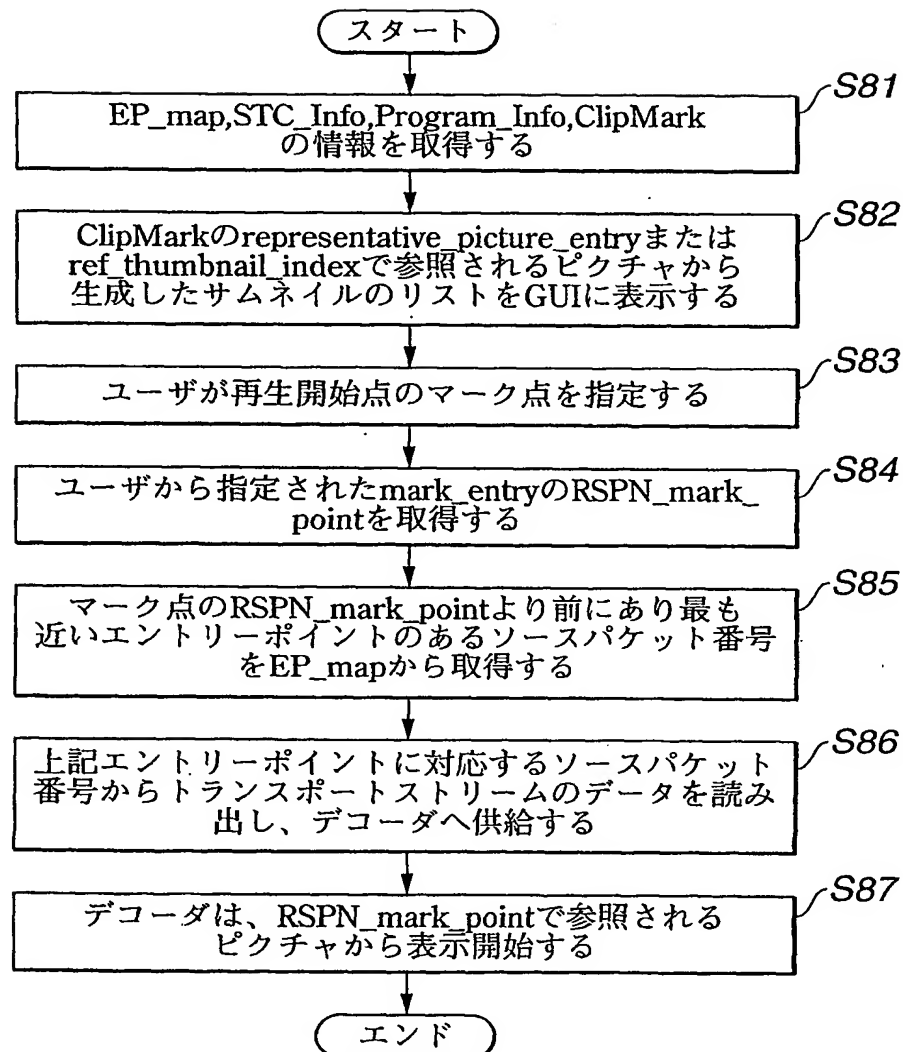 スタート
S81
EP_map,STC_Info,Program_Info,ClipMark
の情報を取得する
S82
ClipMarkのrepresentative_picture_entryまたは
ref_thumbnail_indexで参照されるピクチャから
生成したサムネイルのリストをGUIに表示する
S83
ユーザが再生開始点のマーク点を指定する
S84
ユーザから指定されたmark_entryのRSPN_mark_
pointを取得する
S85
マーク点のRSPN_mark_pointより前にあり最も
近いエントリーポイントのあるソースパケット番号
をEP_mapから取得する
S86
上記エントリーポイントに対応するソースパケット
番号からトランスポートストリームのデータを読み
出し、デコーダへ供給する
S87
デコーダは、RSPN_mark_pointで参照される
ピクチャから表示開始する
エンド